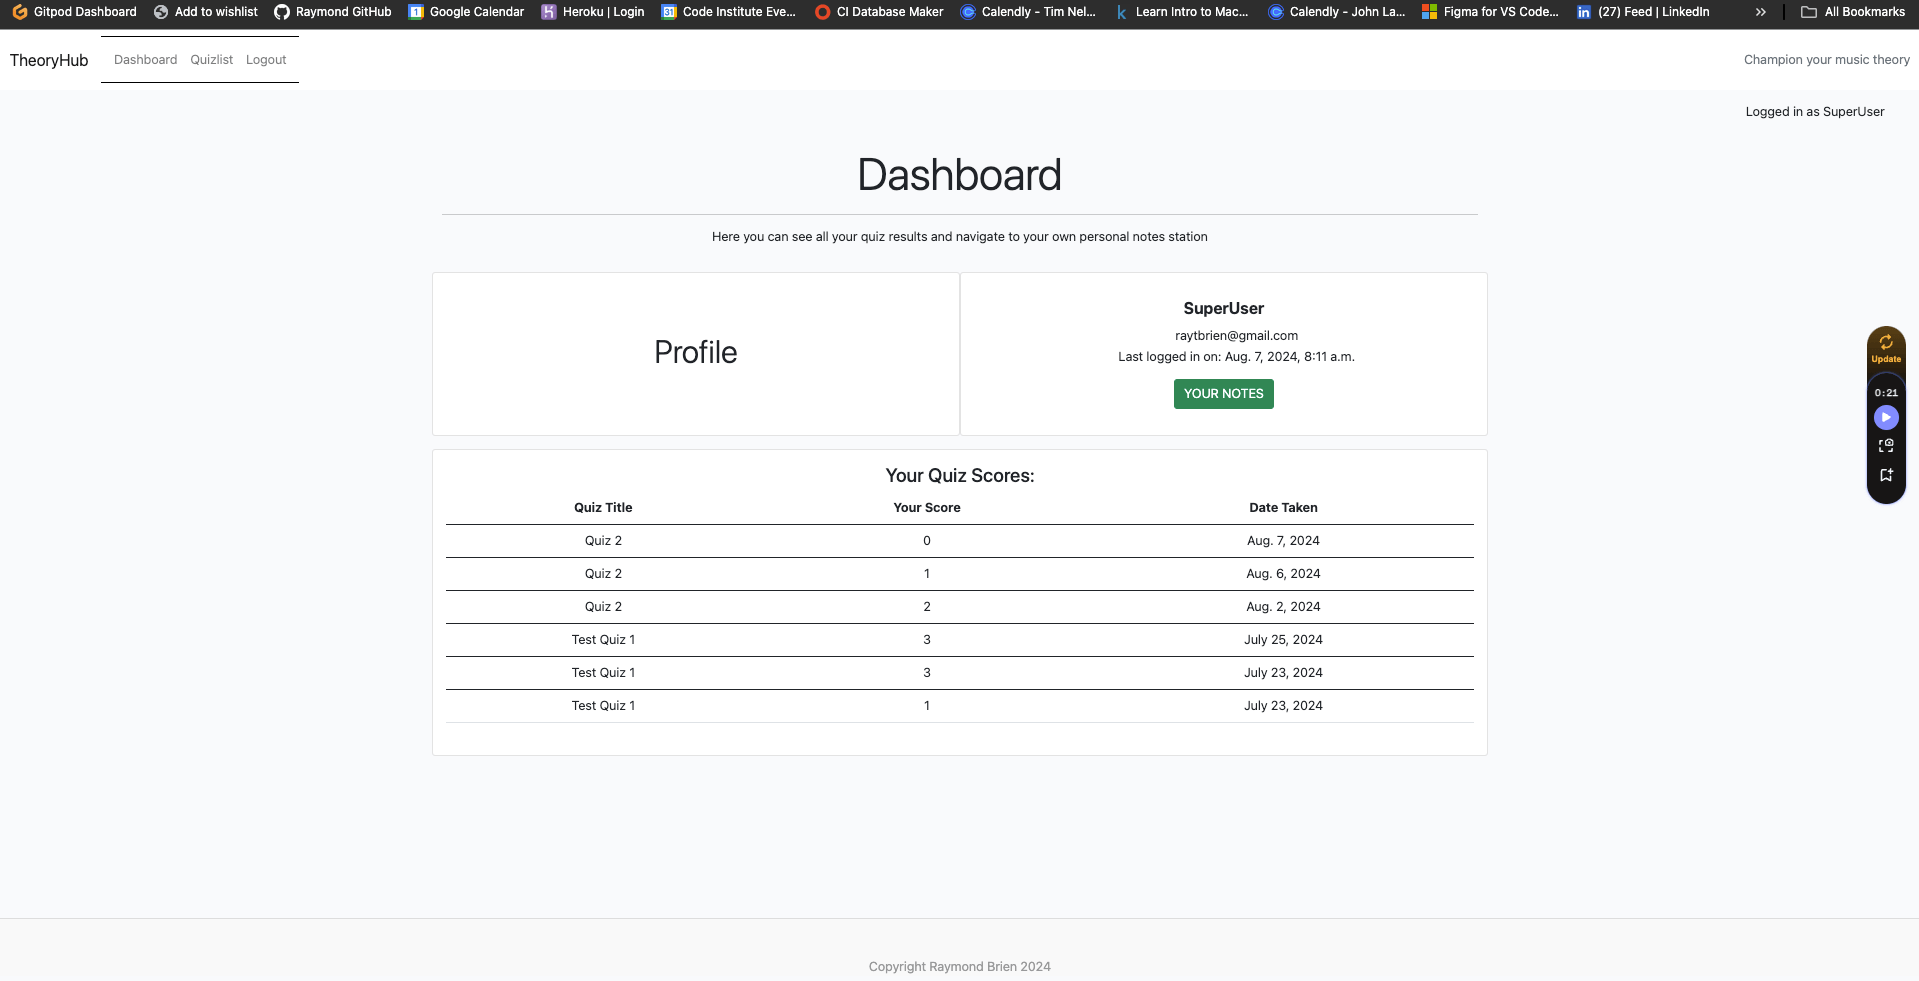 Gitpod Dashboard Add to wishlist Raymond GitHub Google Calendar Heroku | Login Code Institute Eve... CI Database Maker Calendly - Tim Nel... Learn Intro to Mac... Calendly - John La... Figma for VS Code... (27) Feed | LinkedIn » All Bookmarks
TheoryHub Dashboard Quizlist Logout Champion your music theory
Logged in as SuperUser
Dashboard
Here you can see all your quiz results and navigate to your own personal notes station
Profile
SuperUser
raytbrien@gmail.com
Last logged in on: Aug. 7, 2024, 8:11 a.m.
YOUR NOTES
Update
0:21
Your Quiz Scores:
Quiz Title Your Score Date Taken
Quiz 2 0 Aug. 7, 2024
Quiz 2 1 Aug. 6, 2024
Quiz 2 2 Aug. 2, 2024
Test Quiz 1 3 July 25, 2024
Test Quiz 1 3 July 23, 2024
Test Quiz 1 1 July 23, 2024
Copyright Raymond Brien 2024